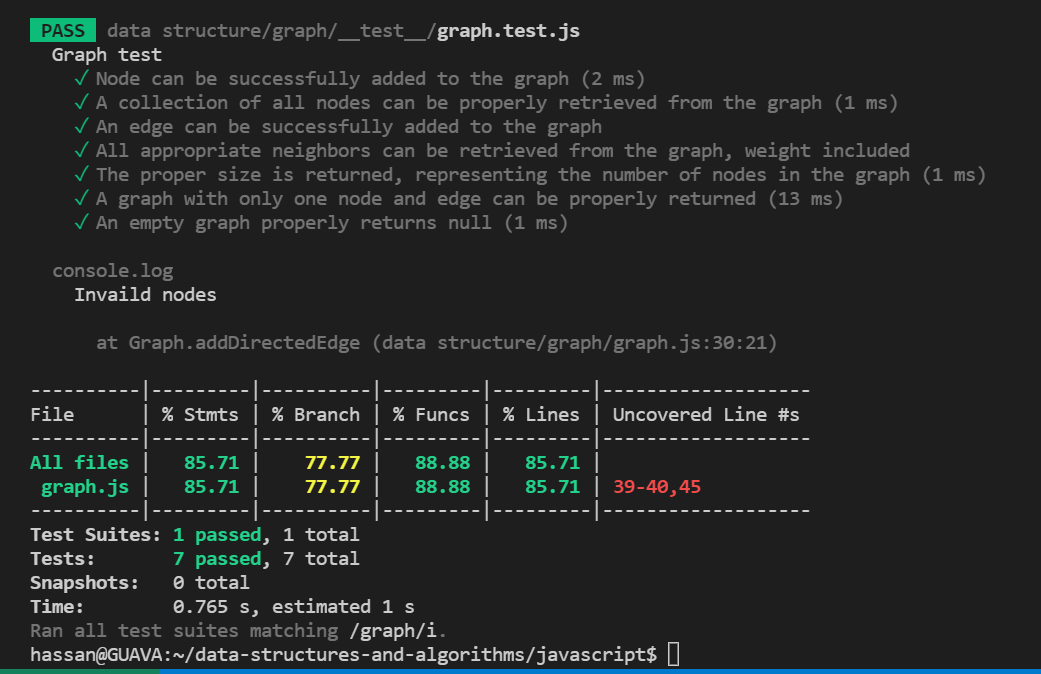 PASS data structure/graph/__test__/graph.test.js
Graph test
✓ Node can be successfully added to the graph (2 ms)
✓ A collection of all nodes can be properly retrieved from the graph (1 ms)
✓ An edge can be successfully added to the graph
✓ All appropriate neighbors can be retrieved from the graph, weight included
✓ The proper size is returned, representing the number of nodes in the graph (1 ms)
✓ A graph with only one node and edge can be properly returned (13 ms)
✓ An empty graph properly returns null (1 ms)
console.log
Invaild nodes
at Graph.addDirectedEdge (data structure/graph/graph.js:30:21)
----------|---------|----------|---------|---------|-------------------
File      | % Stmts | % Branch | % Funcs | % Lines | Uncovered Line #s
----------|---------|----------|---------|---------|-------------------
All files |   85.71 |    77.77 |   88.88 |   85.71 |
 graph.js |   85.71 |    77.77 |   88.88 |   85.71 | 39-40,45
----------|---------|----------|---------|---------|-------------------
Test Suites: 1 passed, 1 total
Tests:       7 passed, 7 total
Snapshots:   0 total
Time:        0.765 s, estimated 1 s
Ran all test suites matching /graph/i.
hassan@GUAVA:~/data-structures-and-algorithms/javascript$